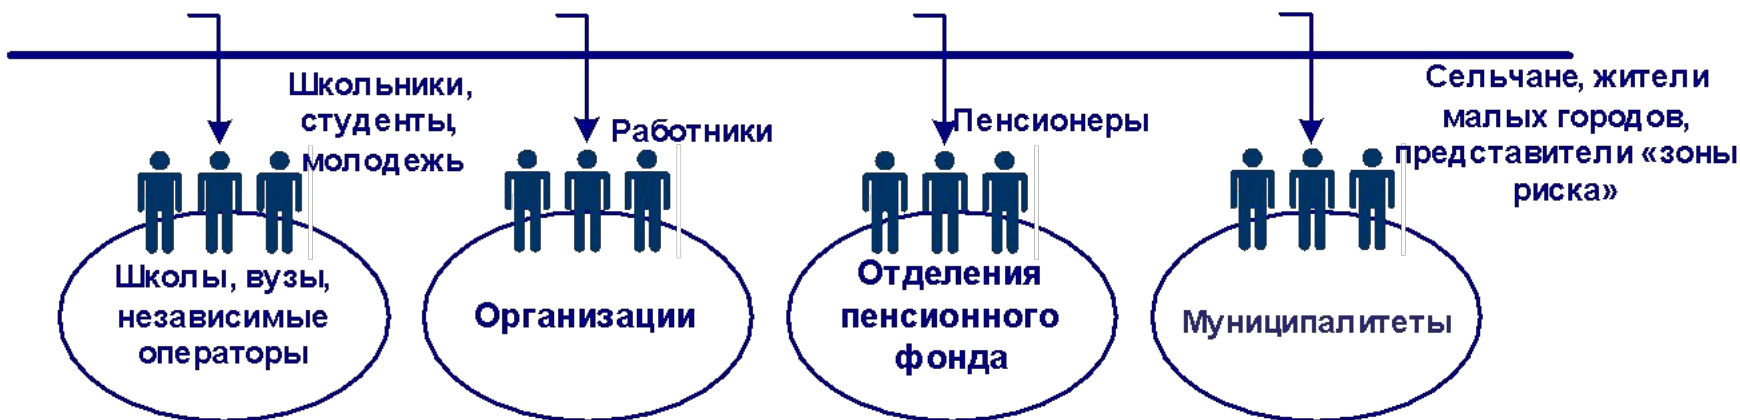 Школьники,
студенты,
молодежь
Работники
Пенсионеры
Сельчане, жители
малых городов,
представители «зоны
риска»
Школы, вузы,
независимые
операторы
Организации
Отделения
пенсионного
фонда
Муниципалитеты